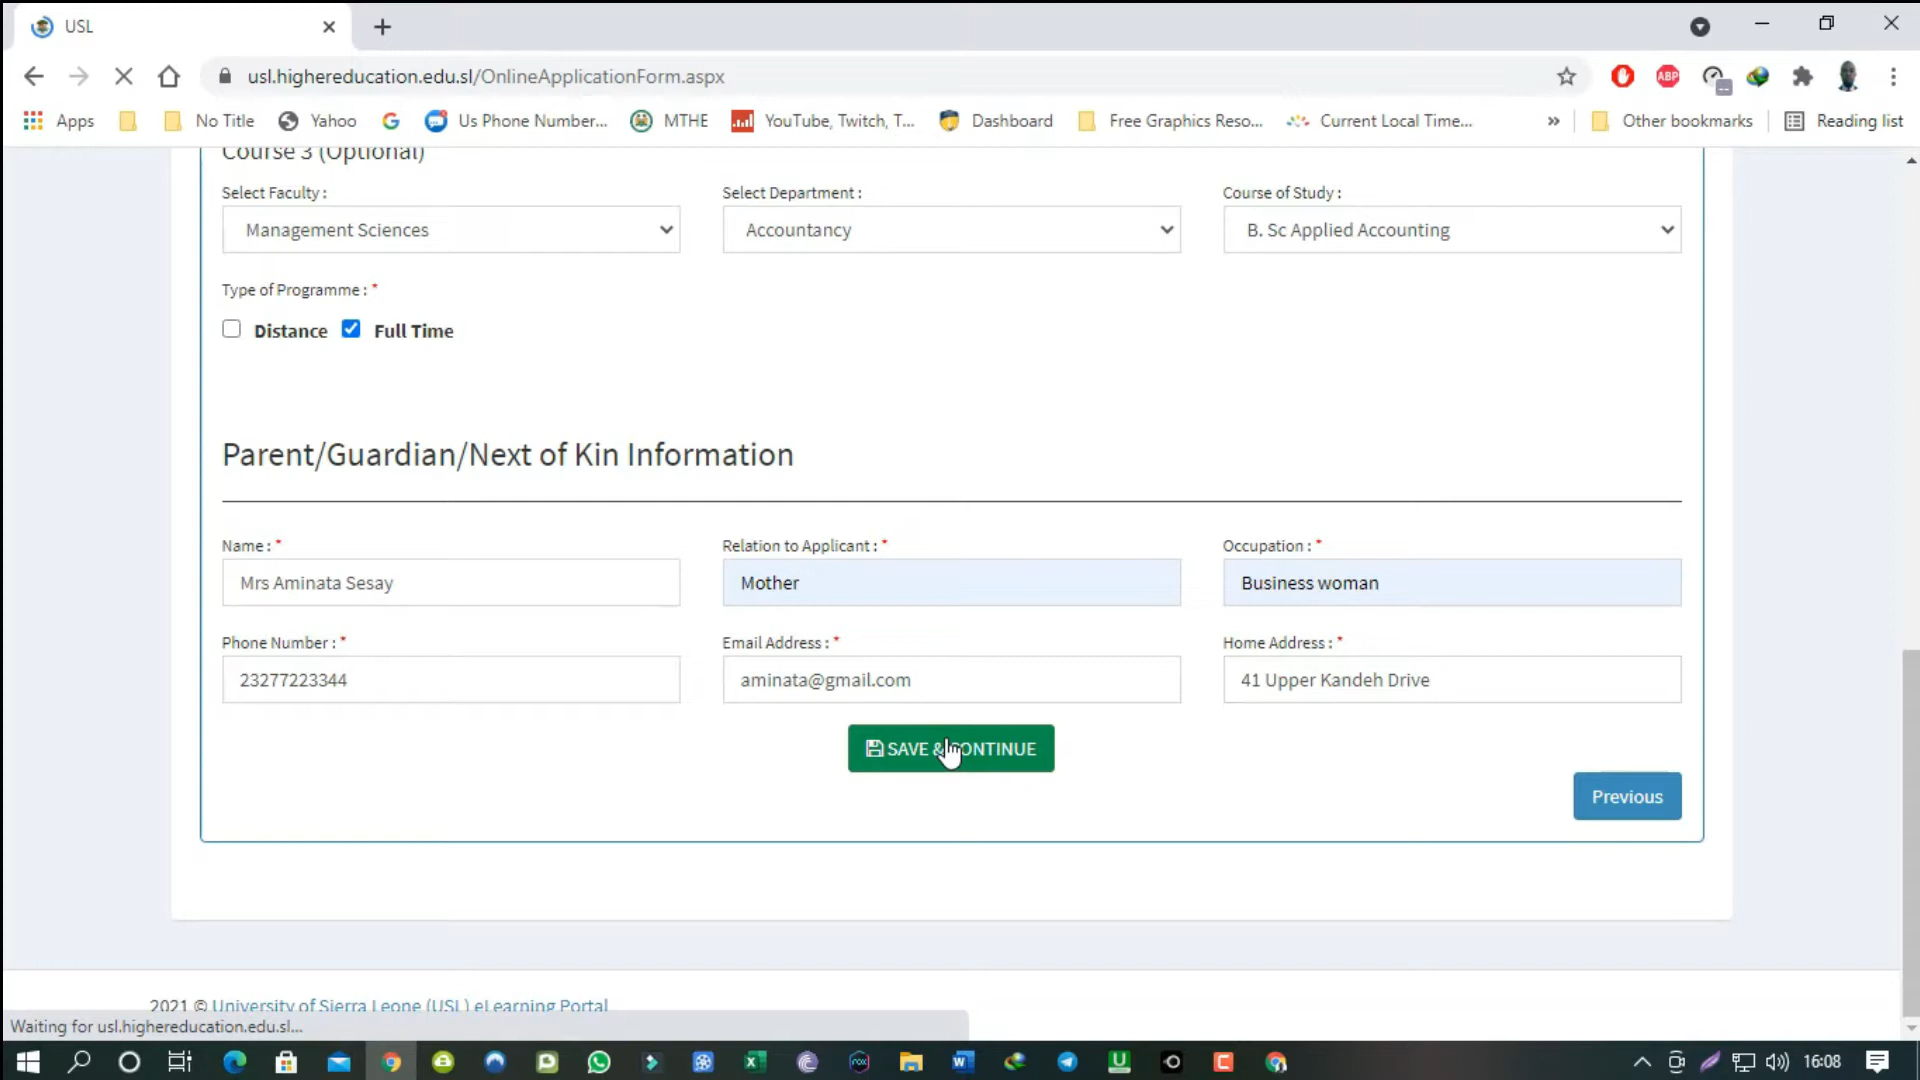 USL
usl.highereducation.edu.sl/OnlineApplicationForm.aspx
ABP
Apps No Title Yahoo Us Phone Number... MTHE YouTube, Twitch, T... Dashboard Free Graphics Reso... Current Local Time... » Other bookmarks Reading list
Course 3 (Optional)
Select Faculty : Select Department : Course of Study :
Management Sciences Accountancy B. Sc Applied Accounting
Type of Programme : *
Distance Full Time
Parent/Guardian/Next of Kin Information
Name : * Relation to Applicant : * Occupation : *
Mrs Aminata Sesay Mother Business woman
Phone Number : * Email Address : * Home Address : *
23277223344 aminata@gmail.com 41 Upper Kandeh Drive
SAVE & CONTINUE
Previous
2021 © University of Sierra Leone (USL) eLearning Portal
Waiting for usl.highereducation.edu.sl...
16:08